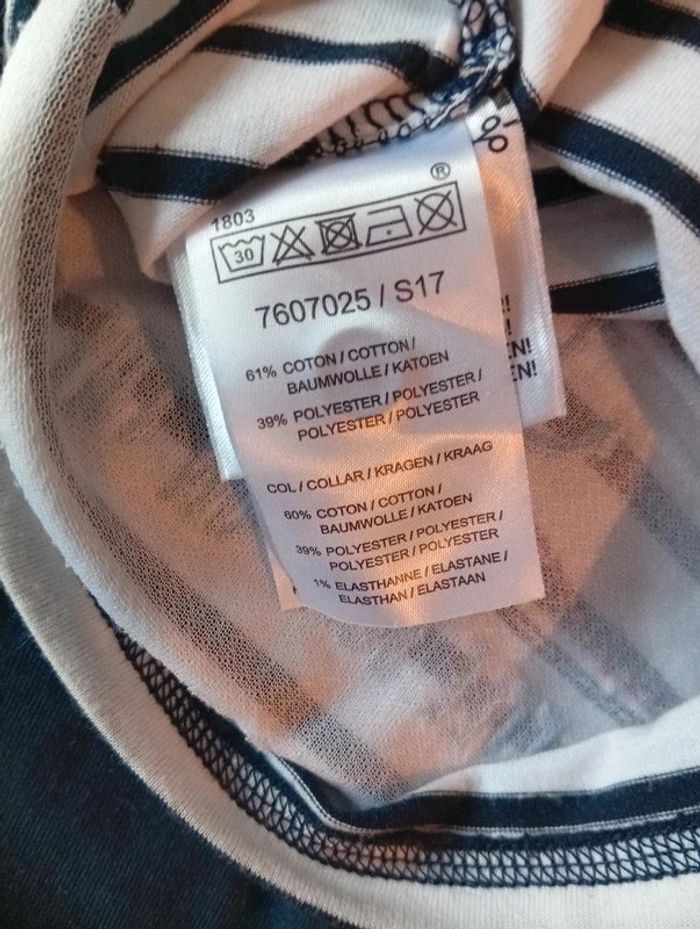 ®
1803
30
7607025 / S17
61% COTON / COTTON /
BAUMWOLLE / KATOEN
39% POLYESTER / POLYESTER /
POLYESTER / POLYESTER
COL / COLLAR / KRAGEN / KRAAG
60% COTON / COTTON /
BAUMWOLLE / KATOEN
39% POLYESTER / POLYESTER /
POLYESTER / POLYESTER
1% ELASTHANNE / ELASTANE /
ELASTHAN / ELASTAAN